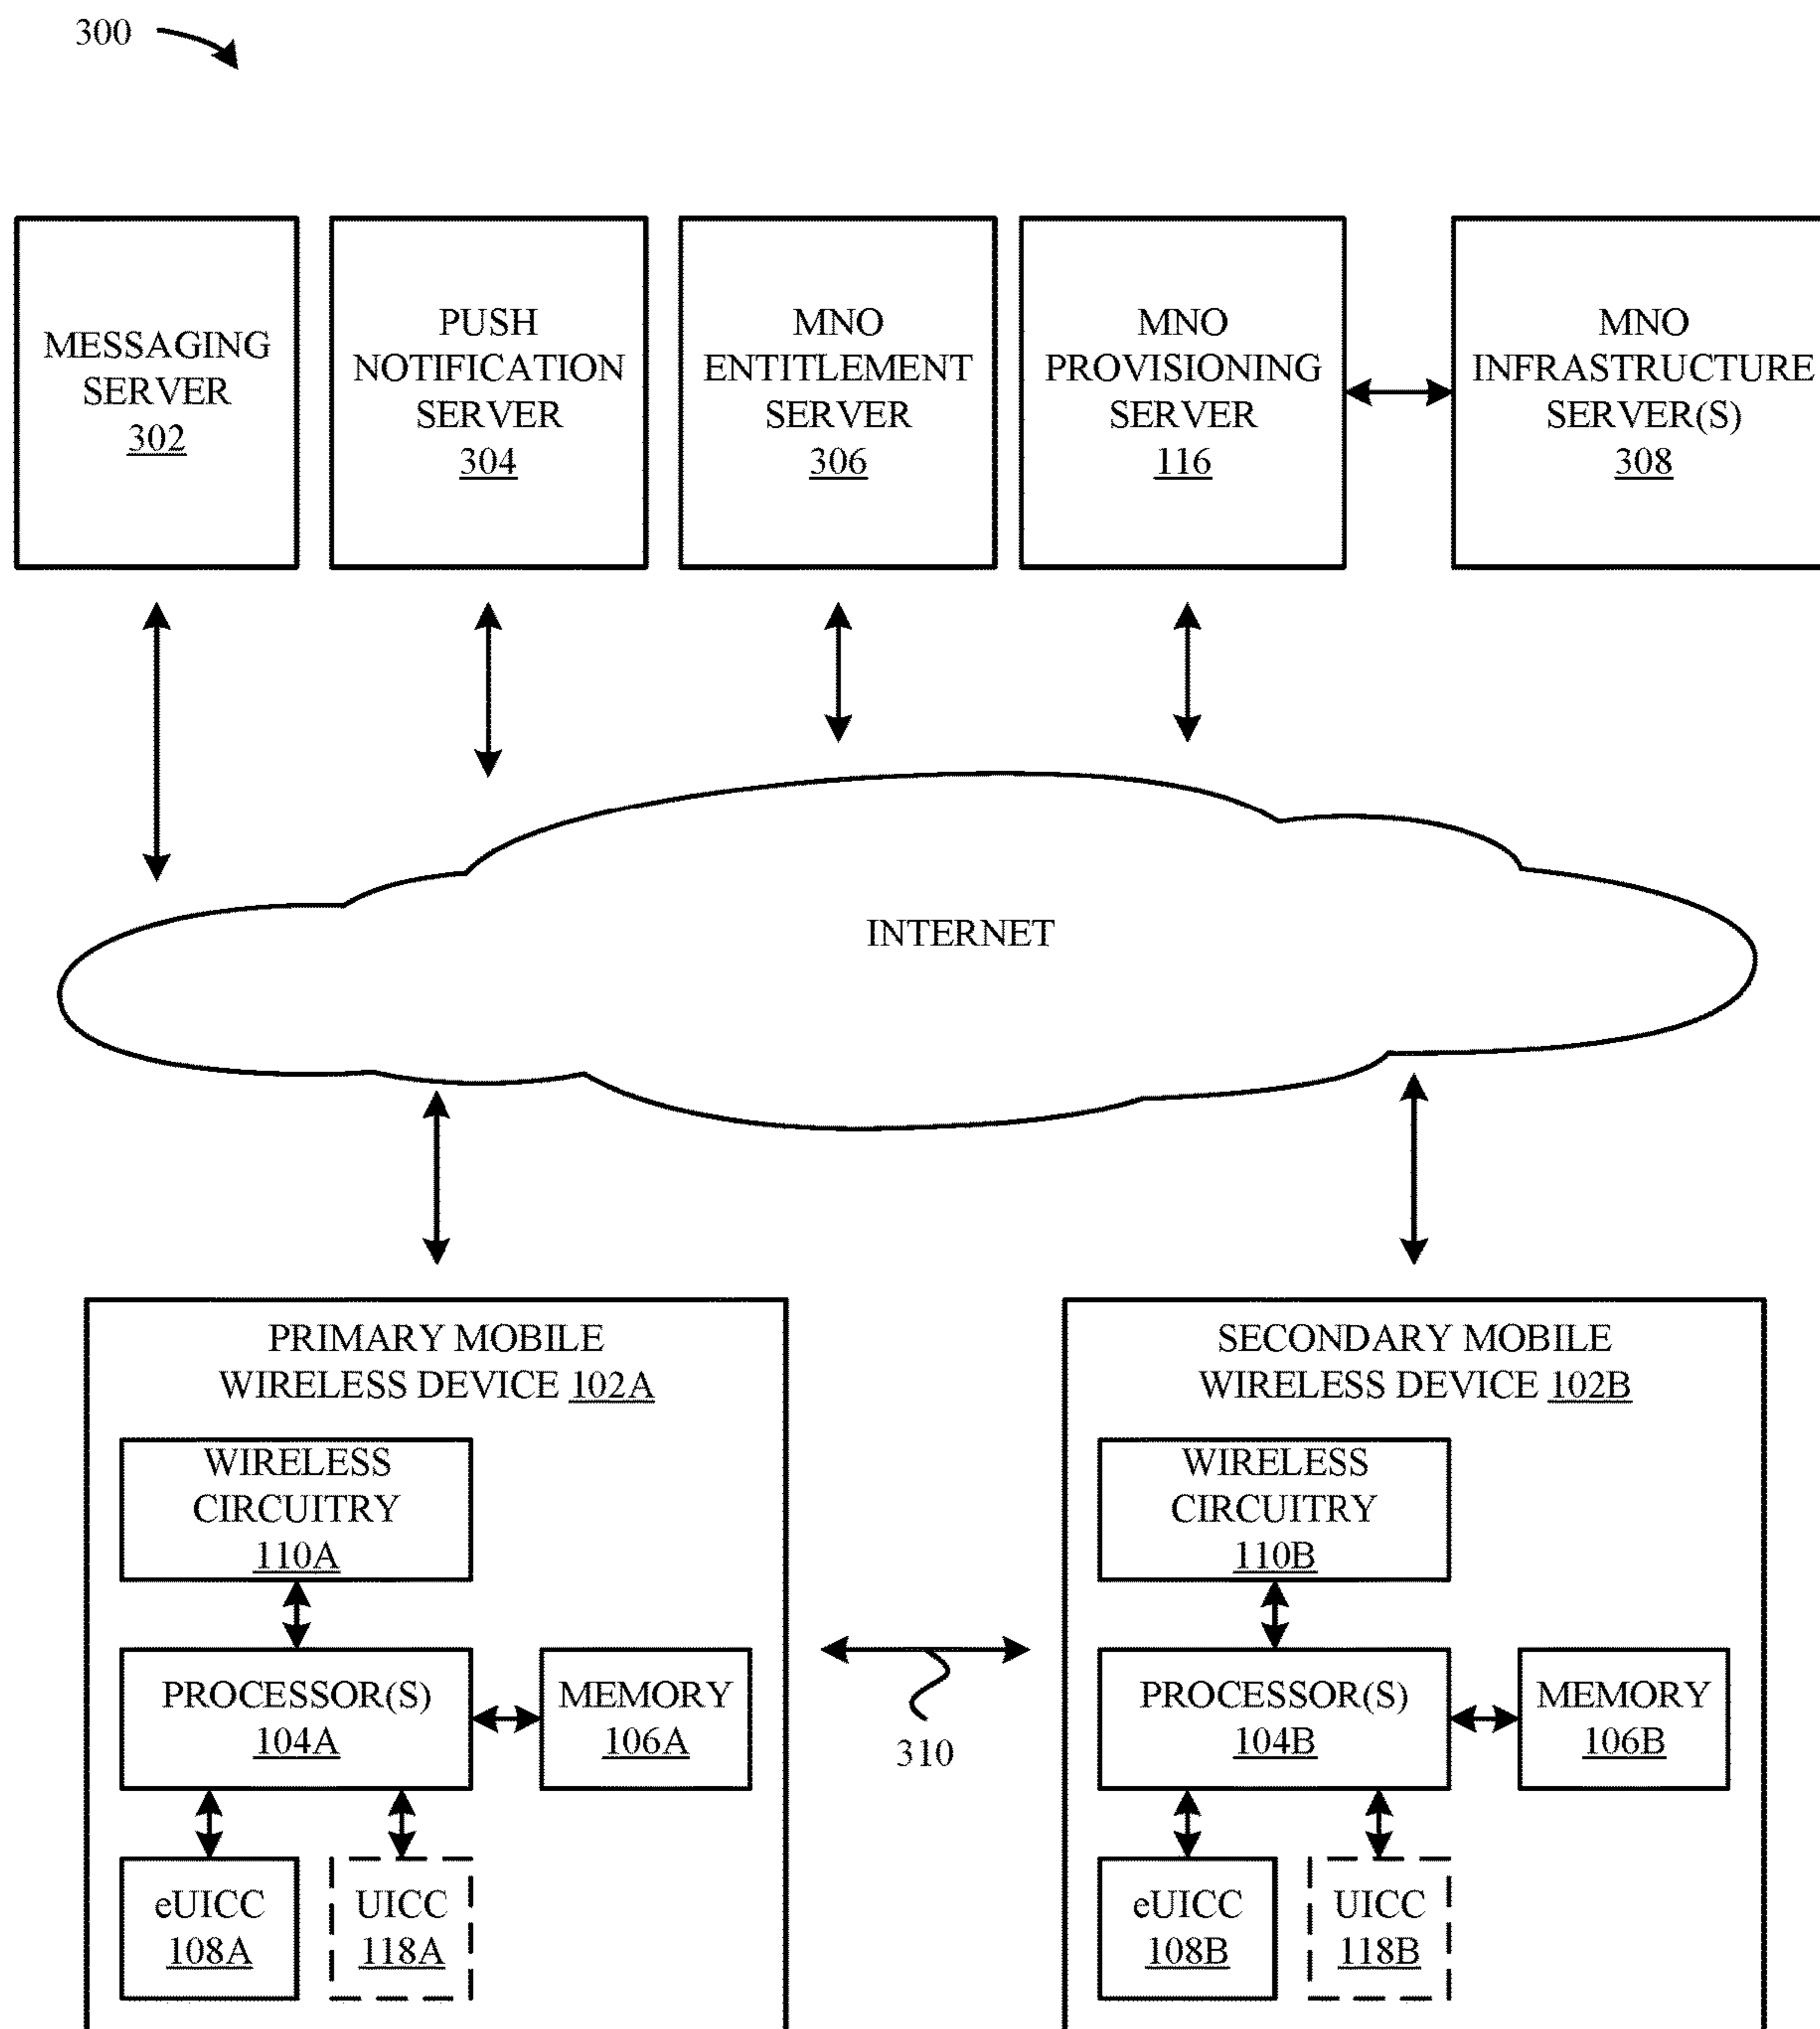 300
MESSAGING
SERVER
302
PUSH
NOTIFICATION
SERVER
304
MNO
ENTITLEMENT
SERVER
306
MNO
PROVISIONING
SERVER
116
MNO
INFRASTRUCTURE
SERVER(S)
308
INTERNET
PRIMARY MOBILE
WIRELESS DEVICE 102A
WIRELESS
CIRCUITRY
110A
PROCESSOR(S)
104A
MEMORY
106A
eUICC
108A
UICC
118A
310
SECONDARY MOBILE
WIRELESS DEVICE 102B
WIRELESS
CIRCUITRY
110B
PROCESSOR(S)
104B
MEMORY
106B
eUICC
108B
UICC
118B